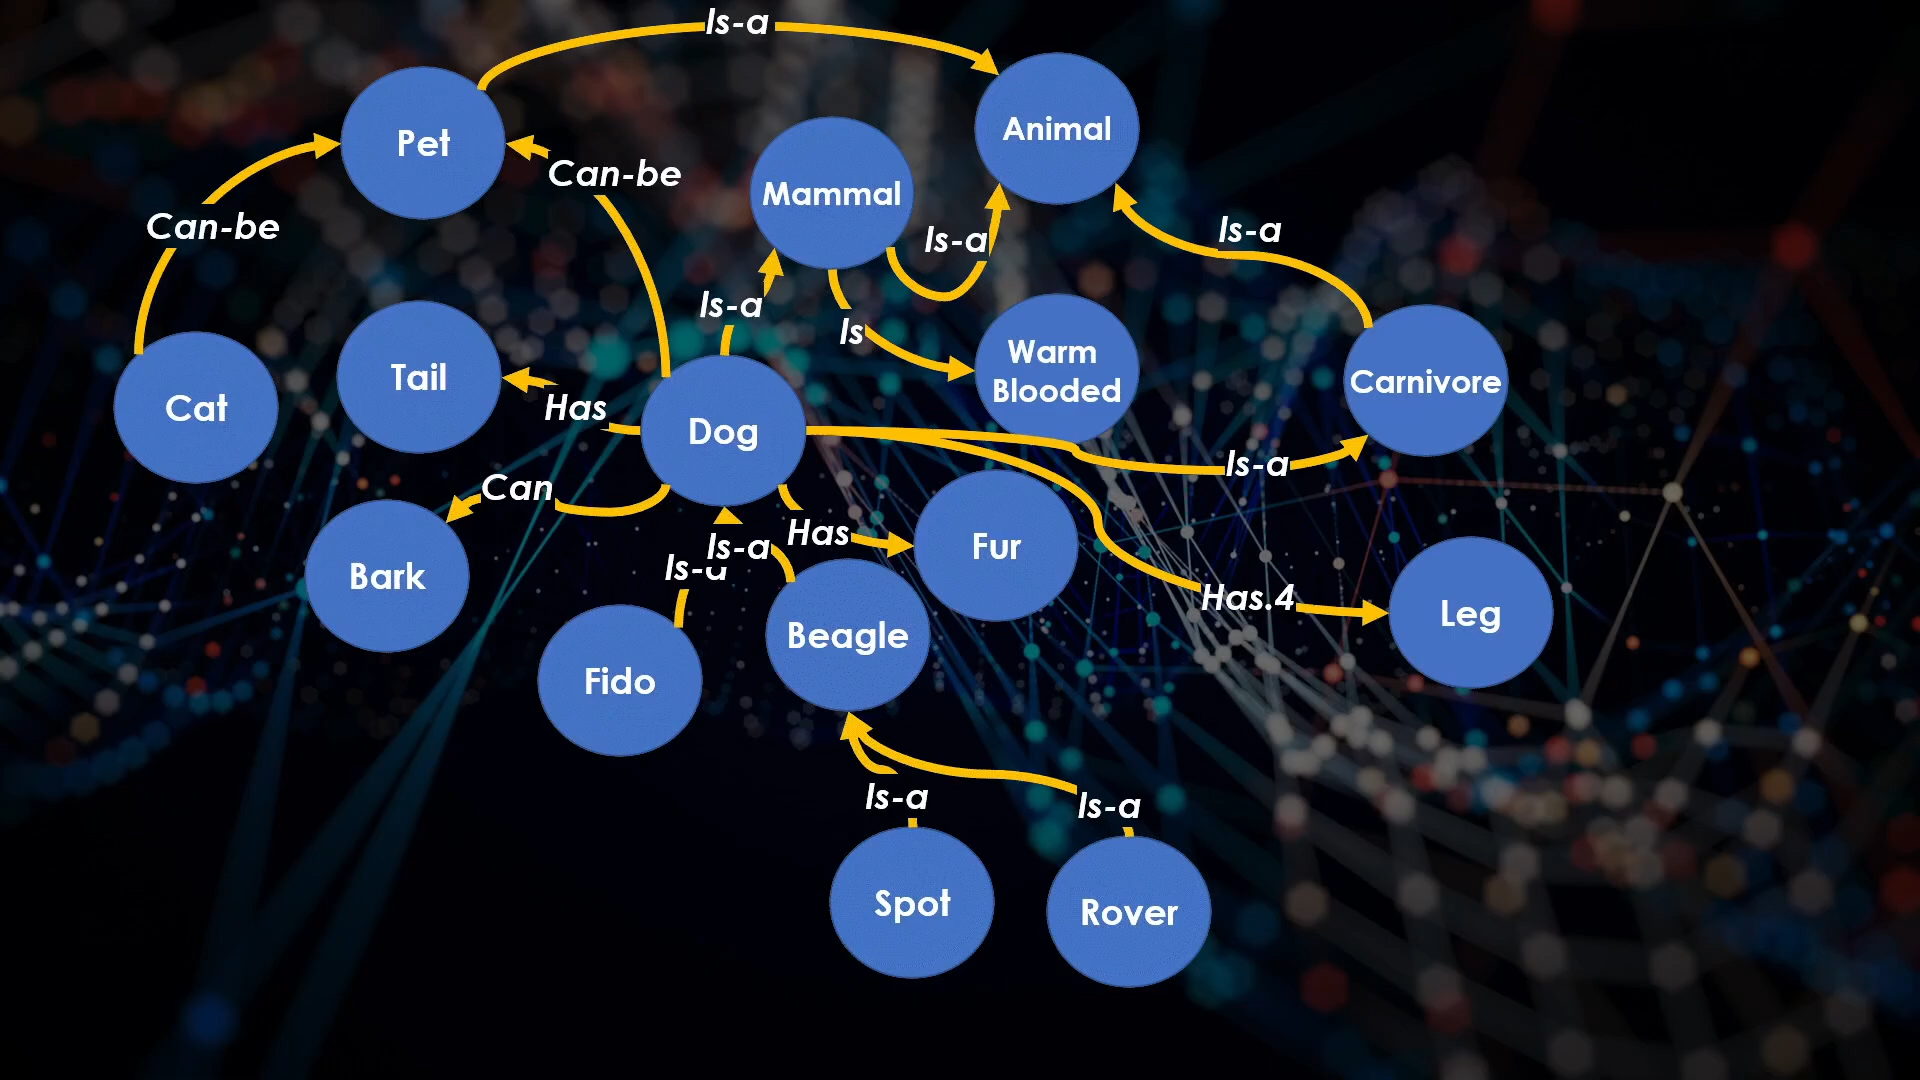 Is-a
Animal
Pet
Can-be
Mammal
Can-be
Is-a
Is-a
Is-a
Is
Warm
Blooded
Tail
Carnivore
Cat
Has
Dog
Is-a
Can
Has
Is-a
Fur
Is-a
Bark
Has.4
Leg
Beagle
Fido
Is-a
Is-a
Spot
Rover